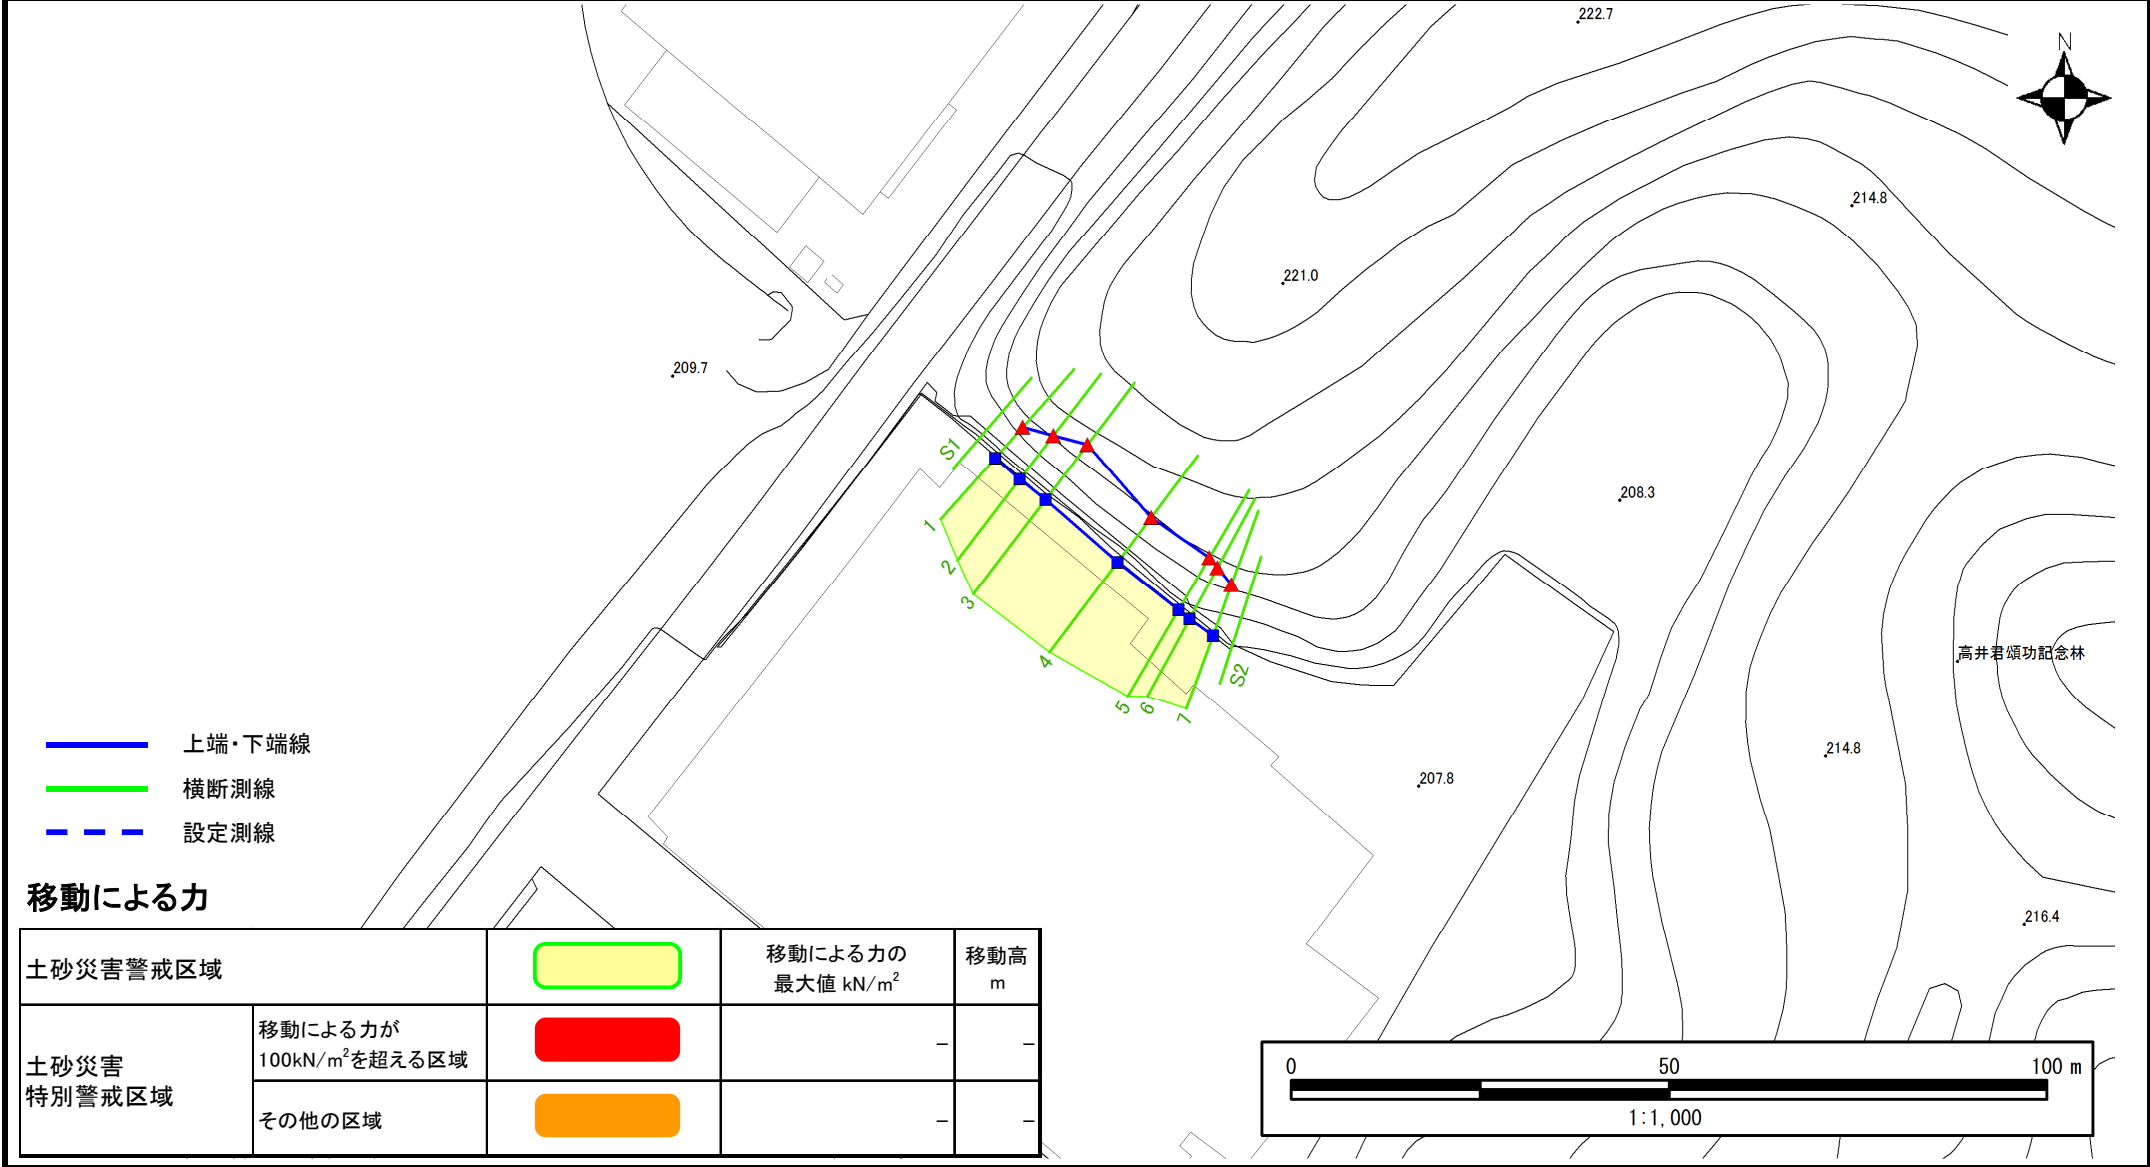 222.7
N
214.8
221.0
209.7
S1
208.3
1
2
3
4
5
6
7
S2
高井君頌功記念林
214.8
207.8
216.4
上端・下端線
横断測線
設定測線
移動による力
土砂災害警戒区域
移動による力の
最大値 kN/m²
移動高
m
土砂災害
特別警戒区域
移動による力が
100kN/m²を超える区域
－
－
その他の区域
－
－
0 50 100 m
1:1,000